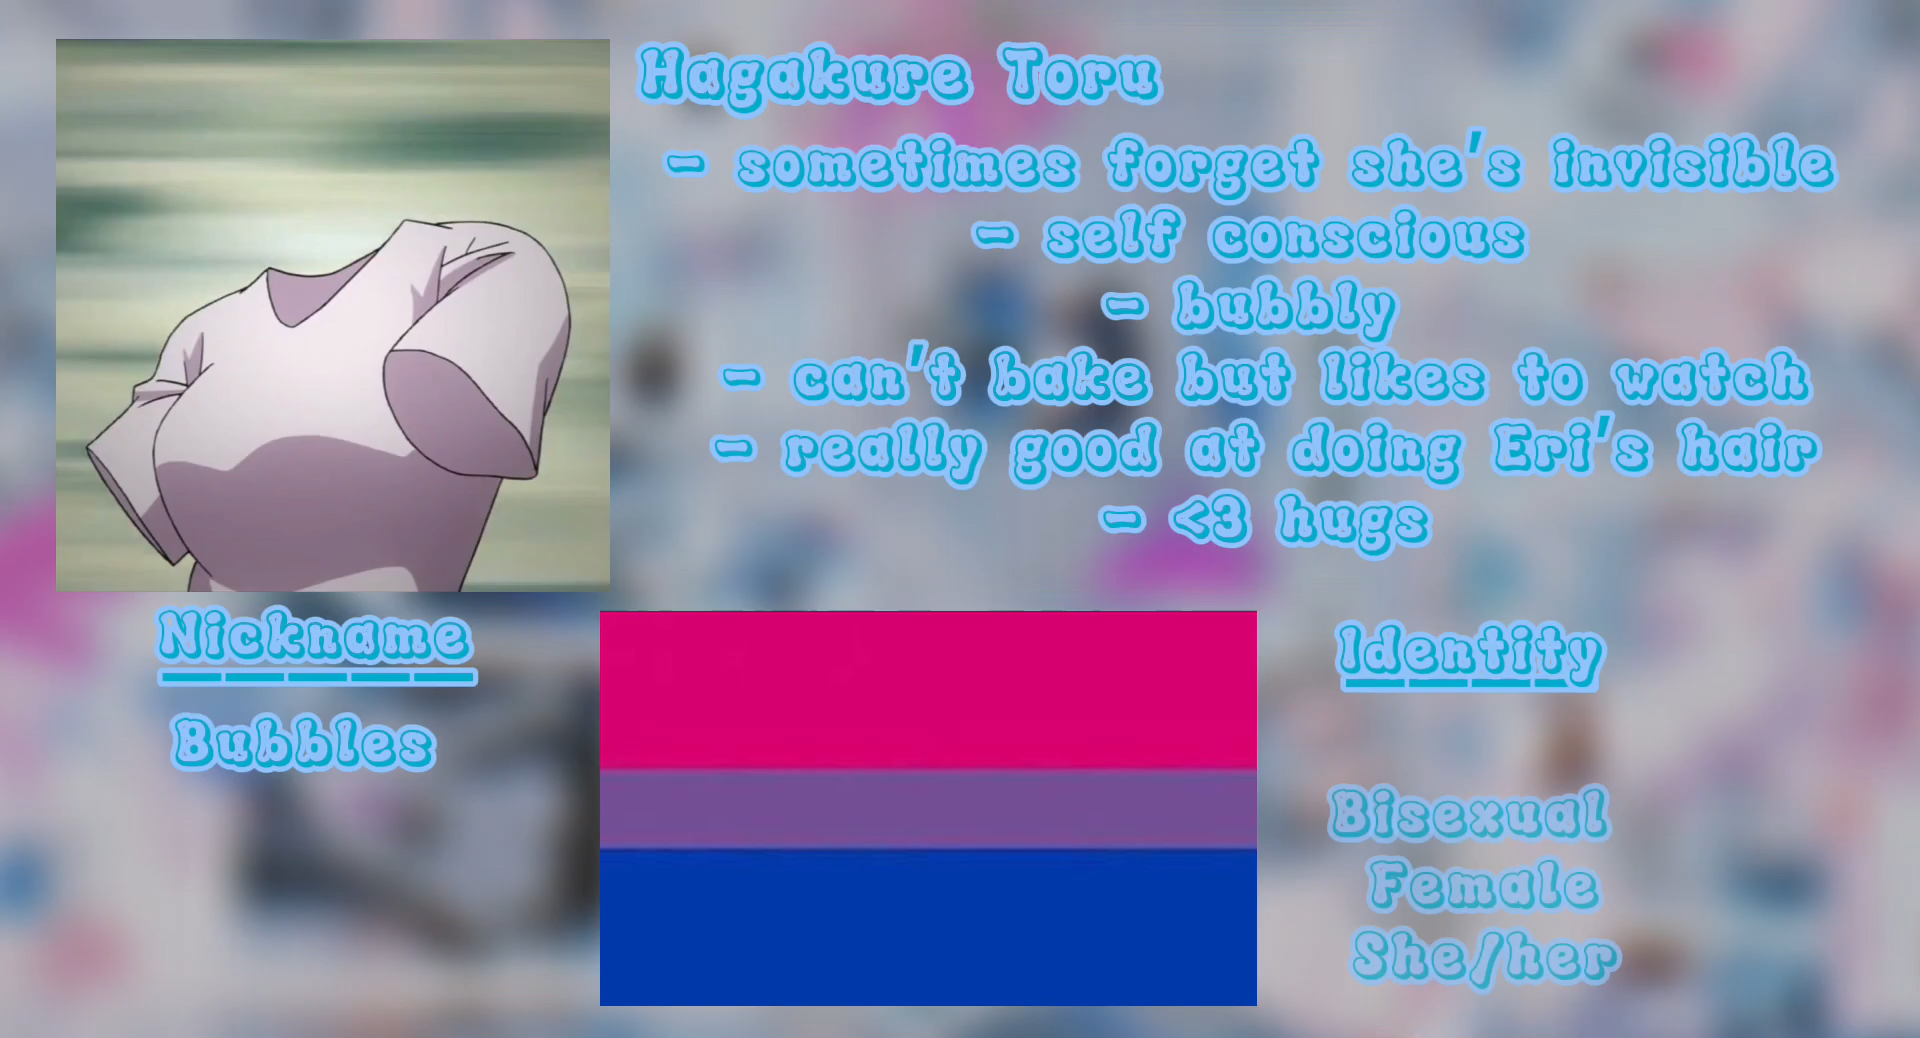 Hagakure Toru
- sometimes forget she's invisible
- self conscious
- bubbly
- can't bake but likes to watch
- really good at doing Eri's hair
- <3 hugs
Nickname
Bubbles
Identity
Bisexual
Female
She/her